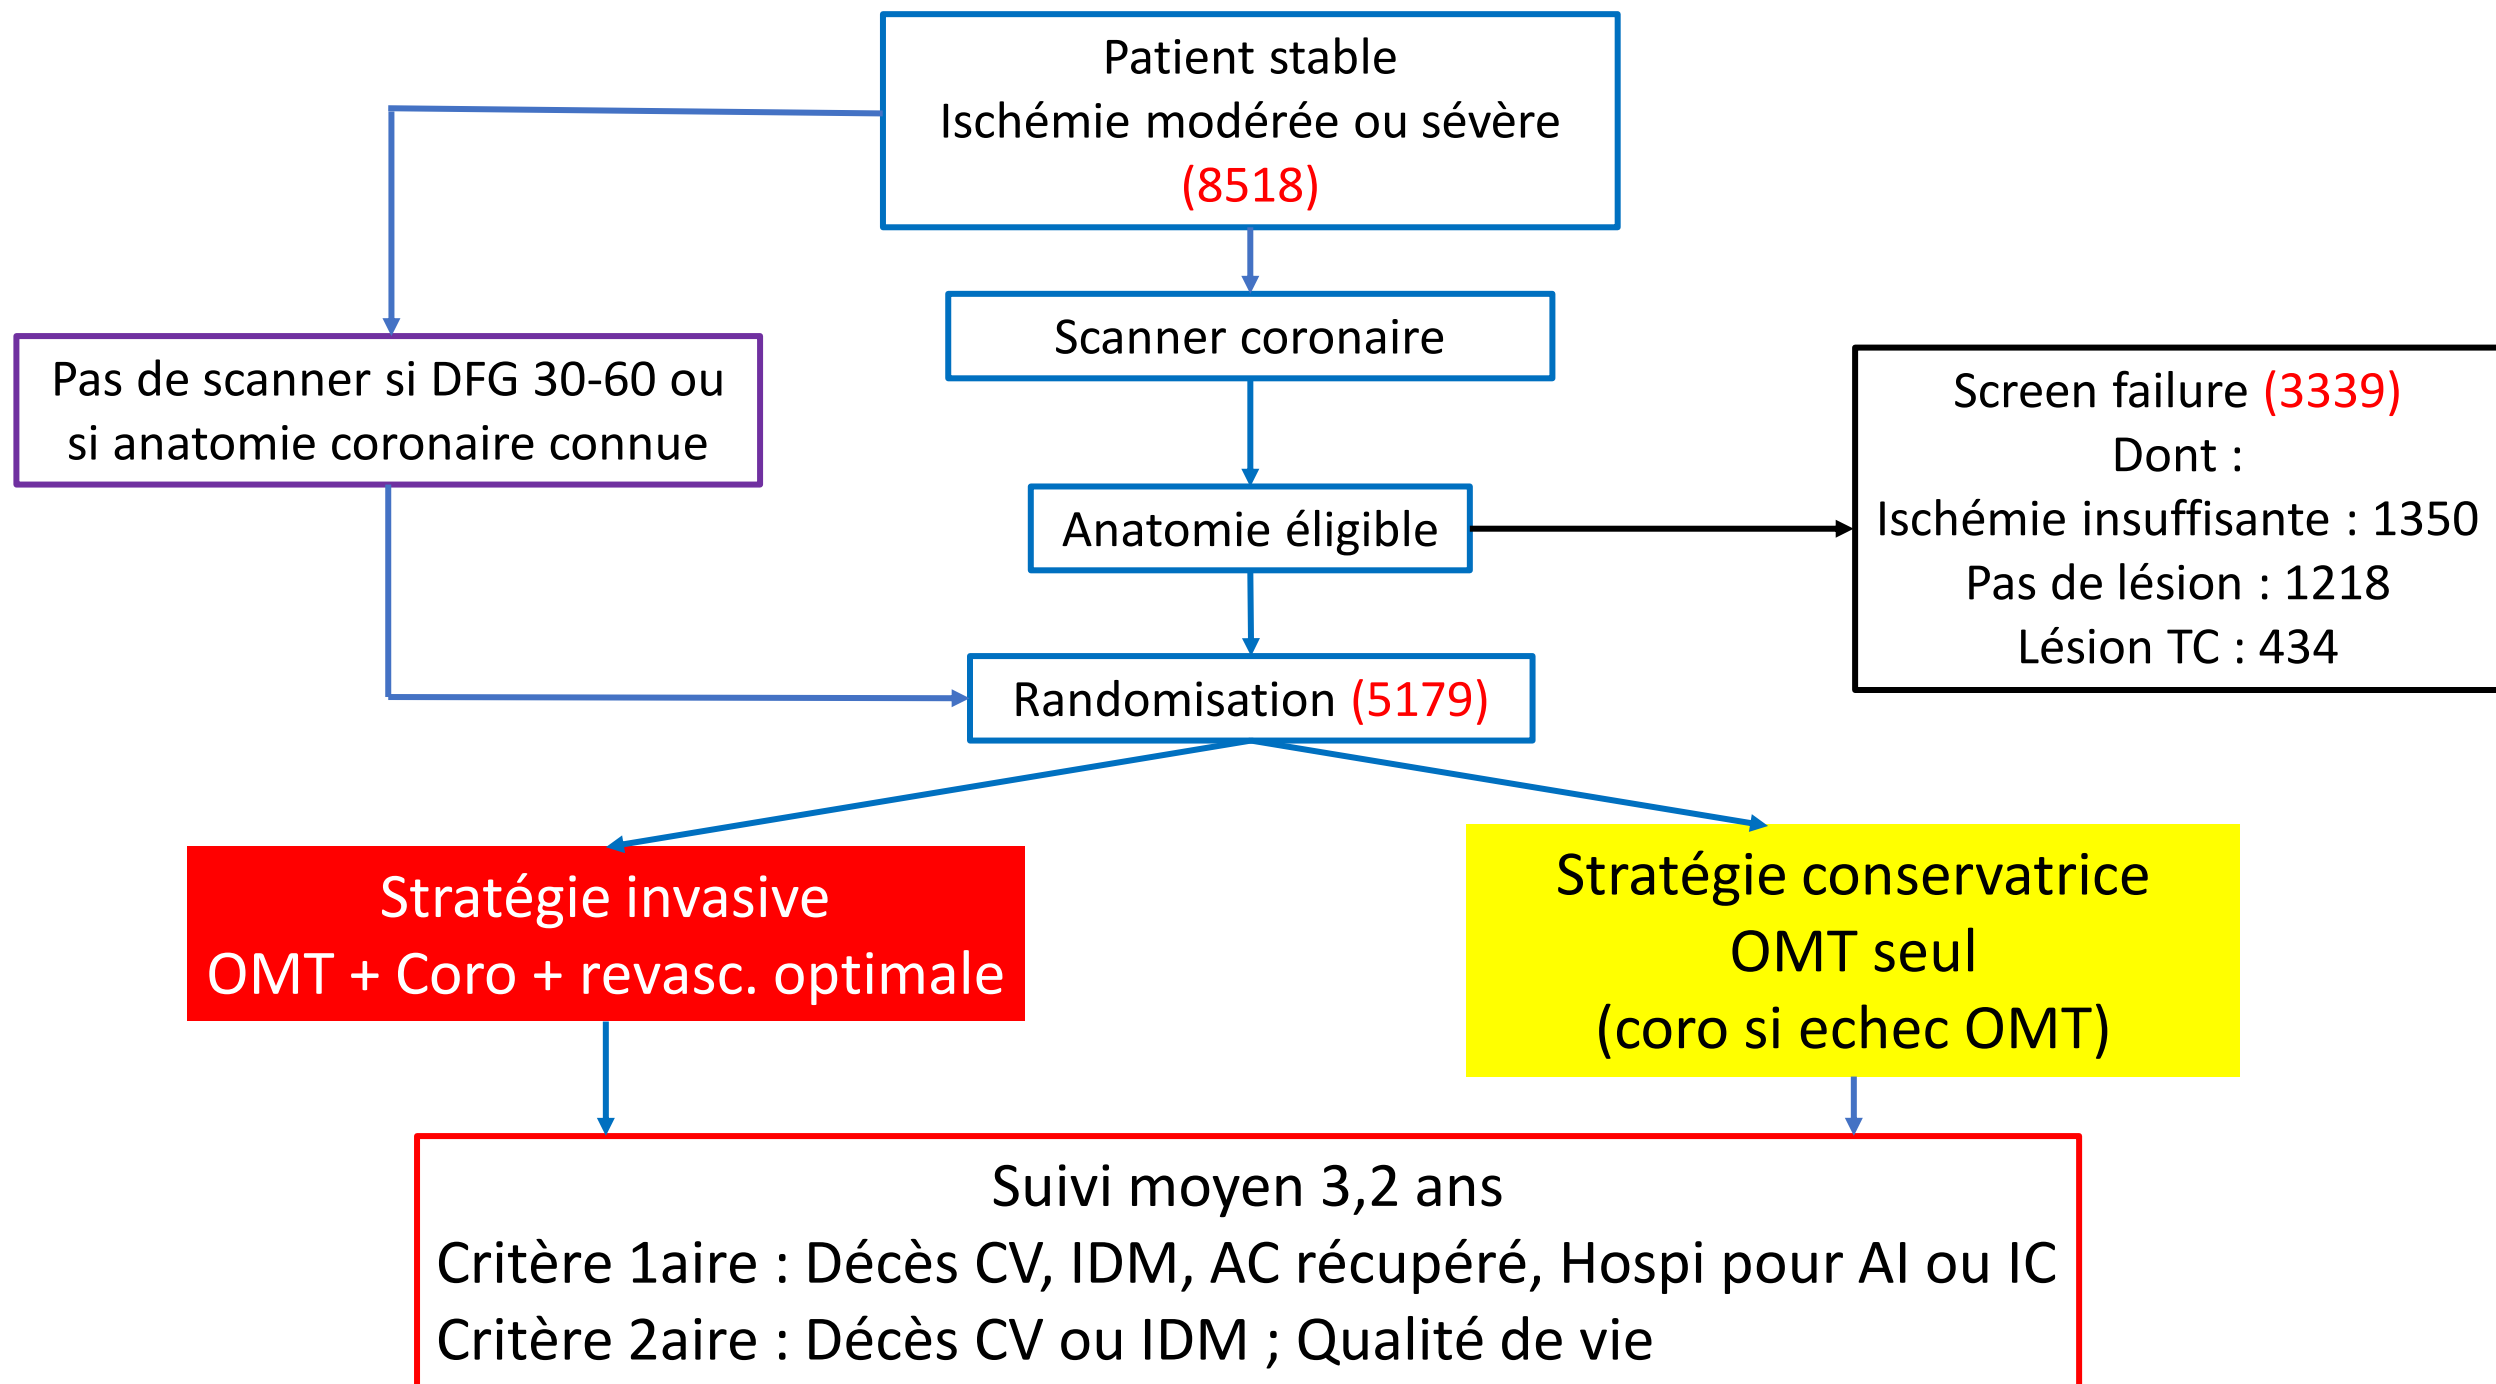 Patient stable
Ischémie modérée ou sévère
(8518)
Scanner coronaire
Pas de scanner si DFG 30-60 ou
si anatomie coronaire connue
Screen failure (3339)
Dont :
Ischémie insuffisante : 1350
Pas de lésion : 1218
Lésion TC : 434
Anatomie éligible
Randomisation (5179)
Stratégie invasive
OMT + Coro + revasc. optimale
Stratégie conservatrice
OMT seul
(coro si echec OMT)
Suivi moyen 3,2 ans
Critère 1aire : Décès CV, IDM, AC récupéré, Hospi pour AI ou IC
Critère 2aire : Décès CV ou IDM ; Qualité de vie